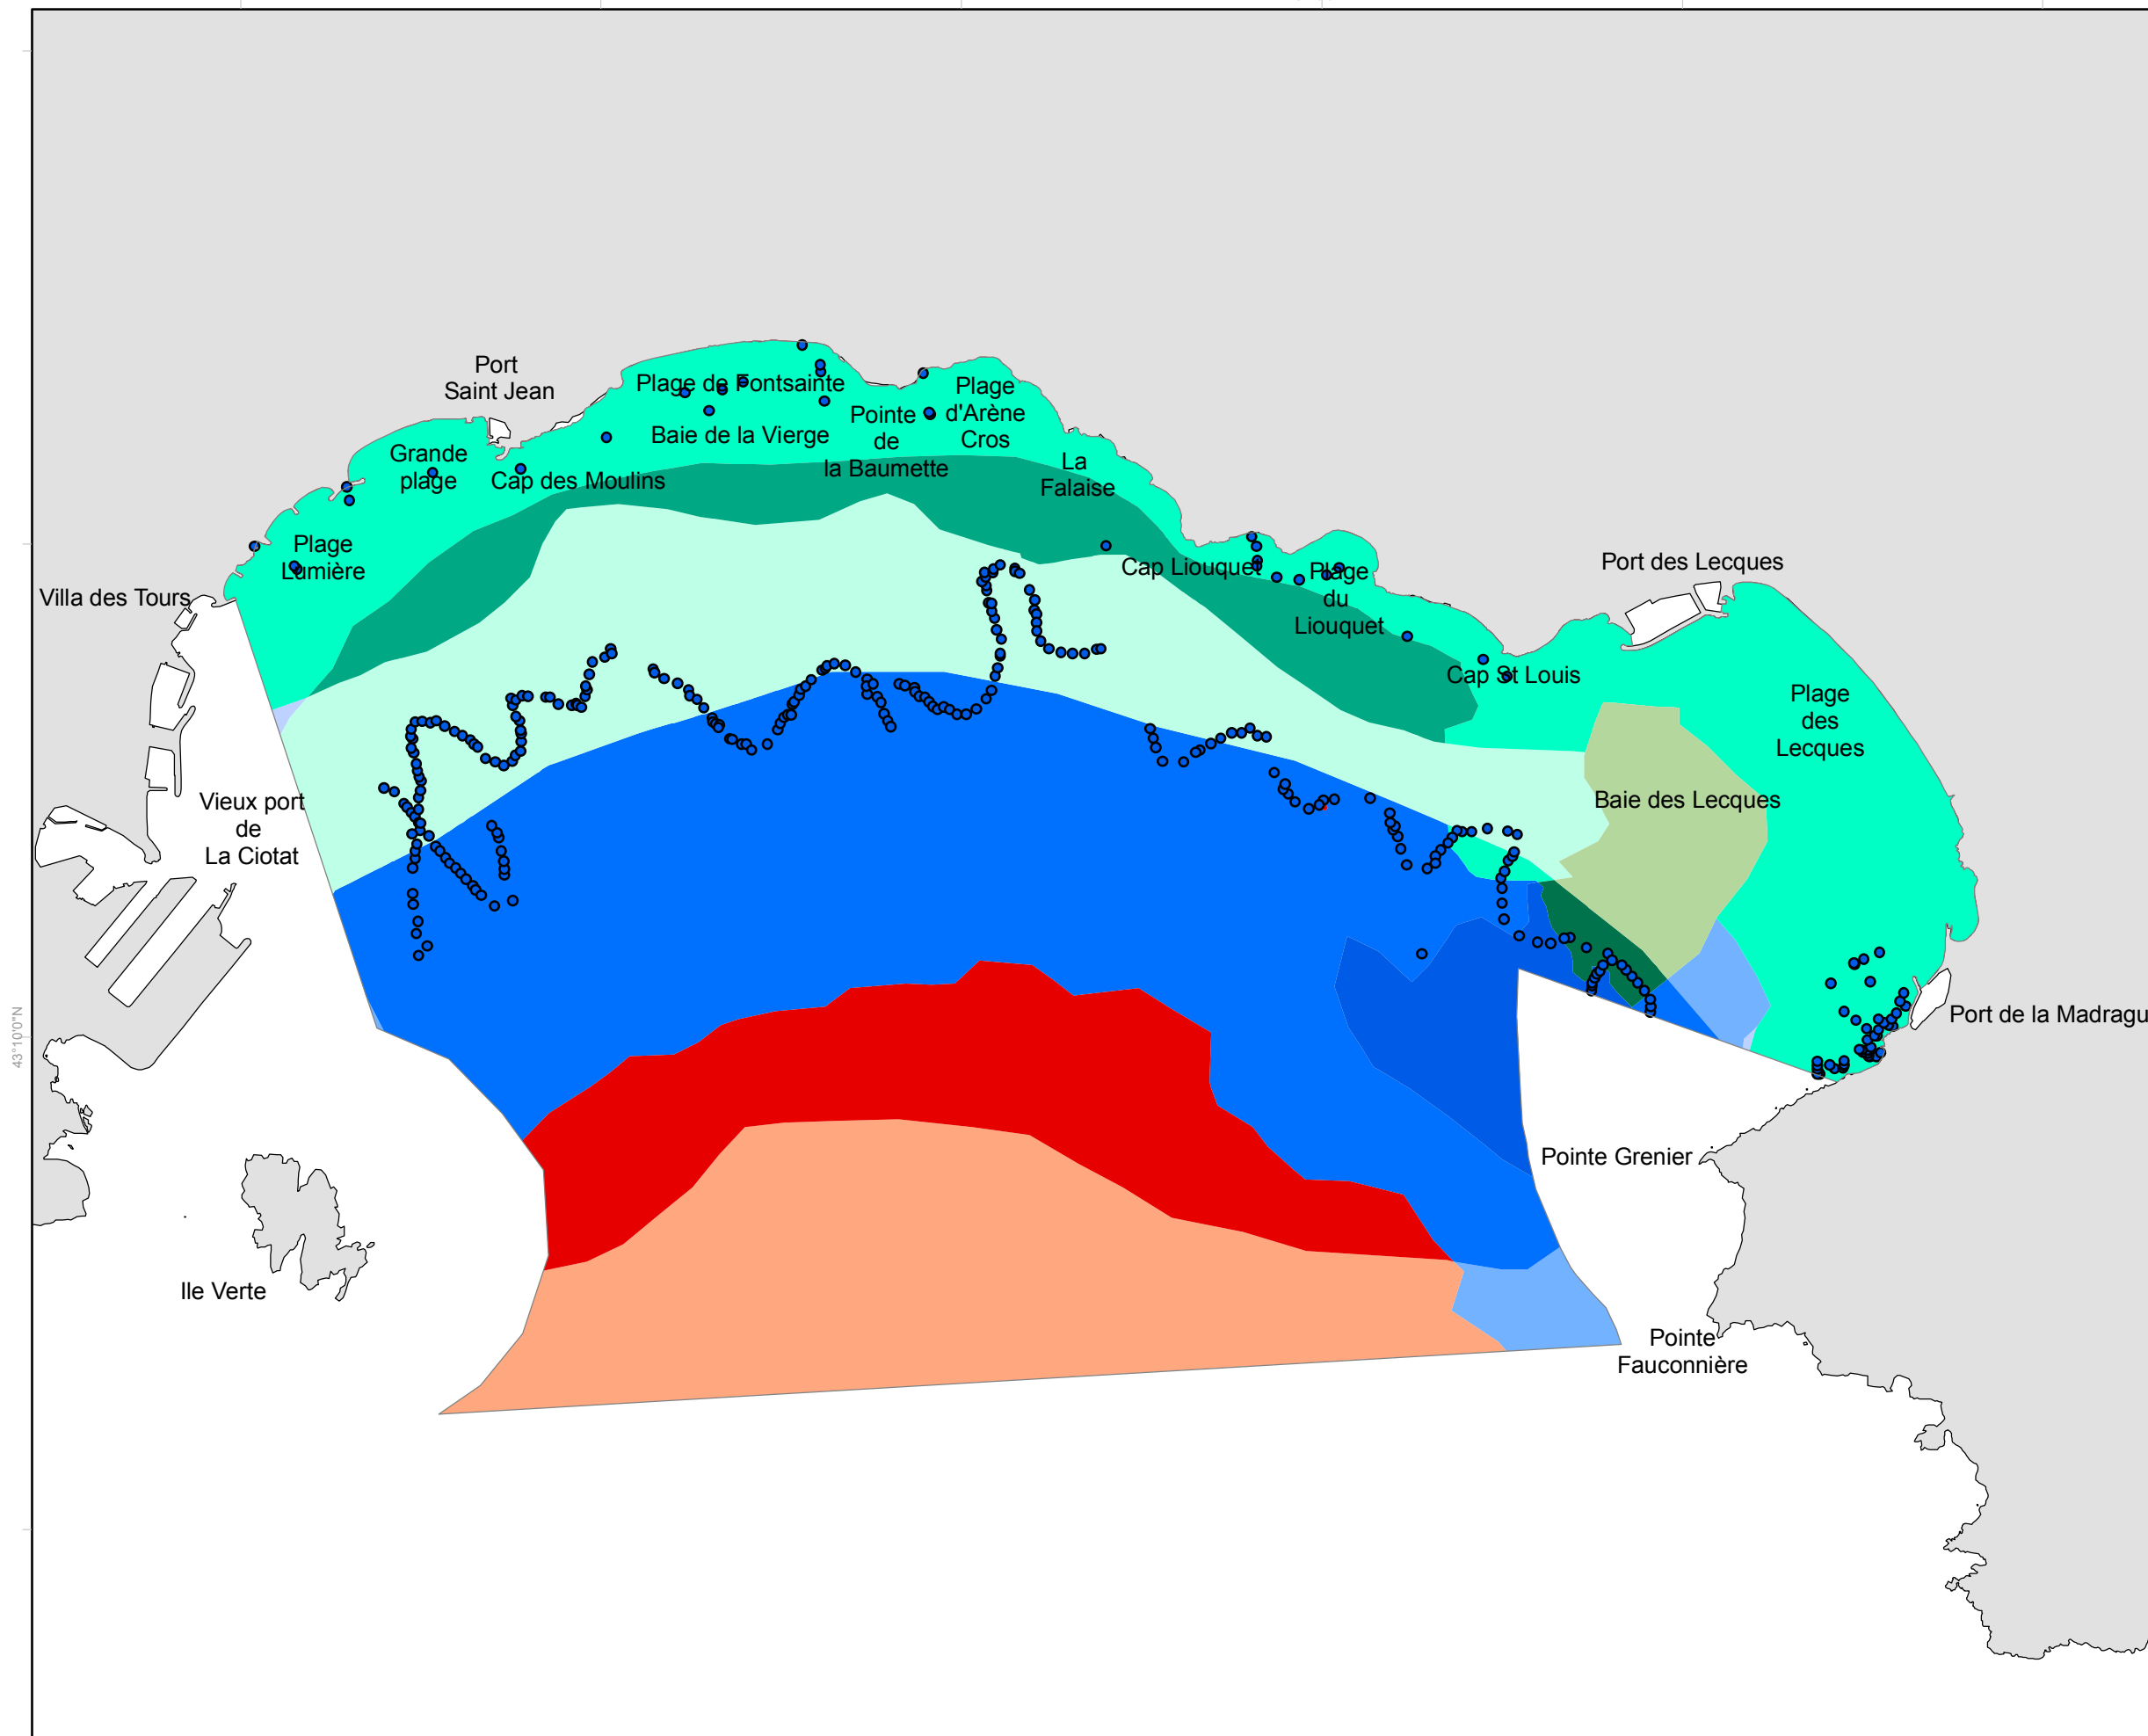 Port
Saint Jean
Plage de Fontsainte
Plage
d'Arène
Cros
Pointe
de
la Baumette
Baie de la Vierge
Grande
plage
Cap des Moulins
La
Falaise
Plage
Lumière
Cap Liouquet
Plage
du
Liouquet
Port des Lecques
Villa des Tours
Cap St Louis
Plage
des
Lecques
Vieux port
de
La Ciotat
Baie des Lecques
43°10'0"N
Port de la Madragu
Pointe Grenier
Ile Verte
Pointe
Fauconnière